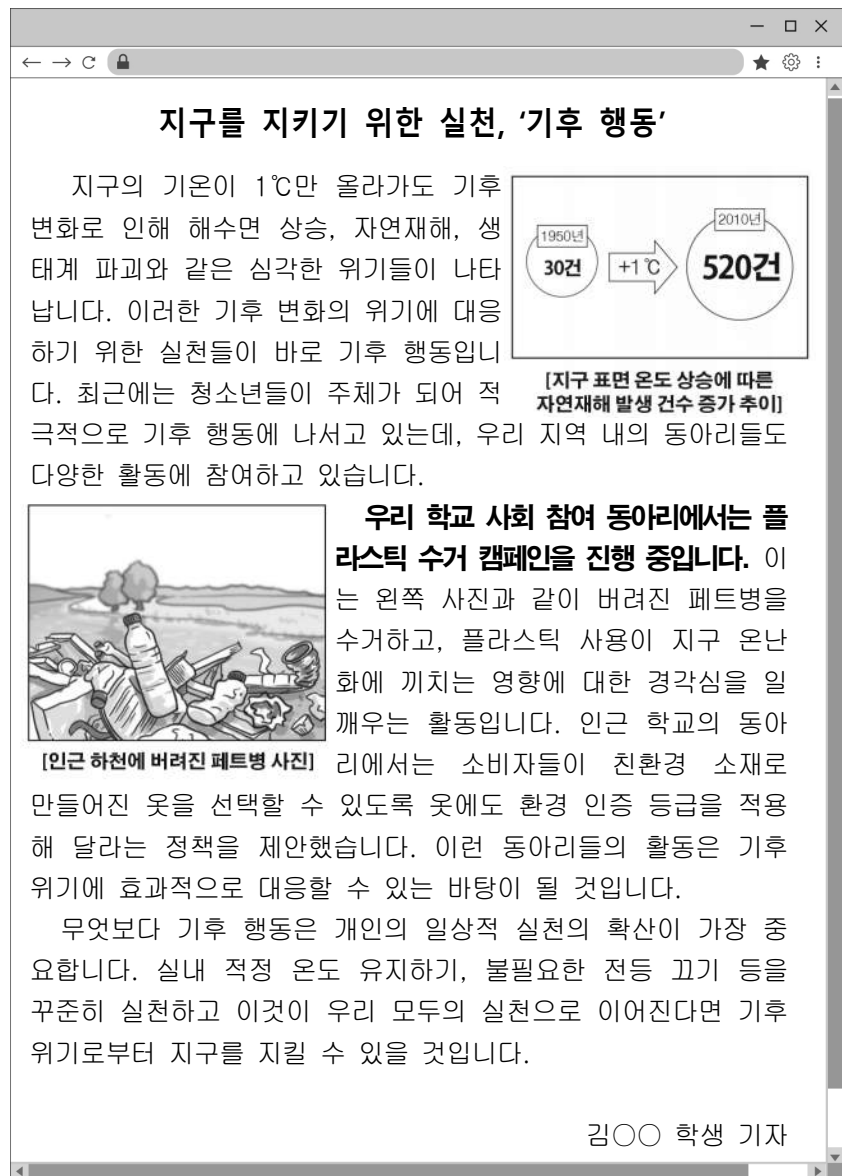 지구를 지키기 위한 실천, ‘기후 행동’
지구의 기온이 1℃만 올라가도 기후
변화로 인해 해수면 상승, 자연재해, 생
태계 파괴와 같은 심각한 위기들이 나타
납니다. 이러한 기후 변화의 위기에 대응
하기 위한 실천들이 바로 기후 행동입니
다. 최근에는 청소년들이 주체가 되어 적
극적으로 기후 행동에 나서고 있는데, 우리 지역 내의 동아리들도
다양한 활동에 참여하고 있습니다.
1950년
30건
+1℃
2010년
520건
[지구 표면 온도 상승에 따른
자연재해 발생 건수 증가 추이]
우리 학교 사회 참여 동아리에서는 플
라스틱 수거 캠페인을 진행 중입니다. 이
는 왼쪽 사진과 같이 버려진 페트병을
수거하고, 플라스틱 사용이 지구 온난
화에 끼치는 영향에 대한 경각심을 일
깨우는 활동입니다. 인근 학교의 동아
리에서는 소비자들이 친환경 소재로
만들어진 옷을 선택할 수 있도록 옷에도 환경 인증 등급을 적용
해 달라는 정책을 제안했습니다. 이런 동아리들의 활동은 기후
위기에 효과적으로 대응할 수 있는 바탕이 될 것입니다.
[인근 하천에 버려진 페트병 사진]
무엇보다 기후 행동은 개인의 일상적 실천의 확산이 가장 중
요합니다. 실내 적정 온도 유지하기, 불필요한 전등 끄기 등을
꾸준히 실천하고 이것이 우리 모두의 실천으로 이어진다면 기후
위기로부터 지구를 지킬 수 있을 것입니다.
김○○ 학생 기자